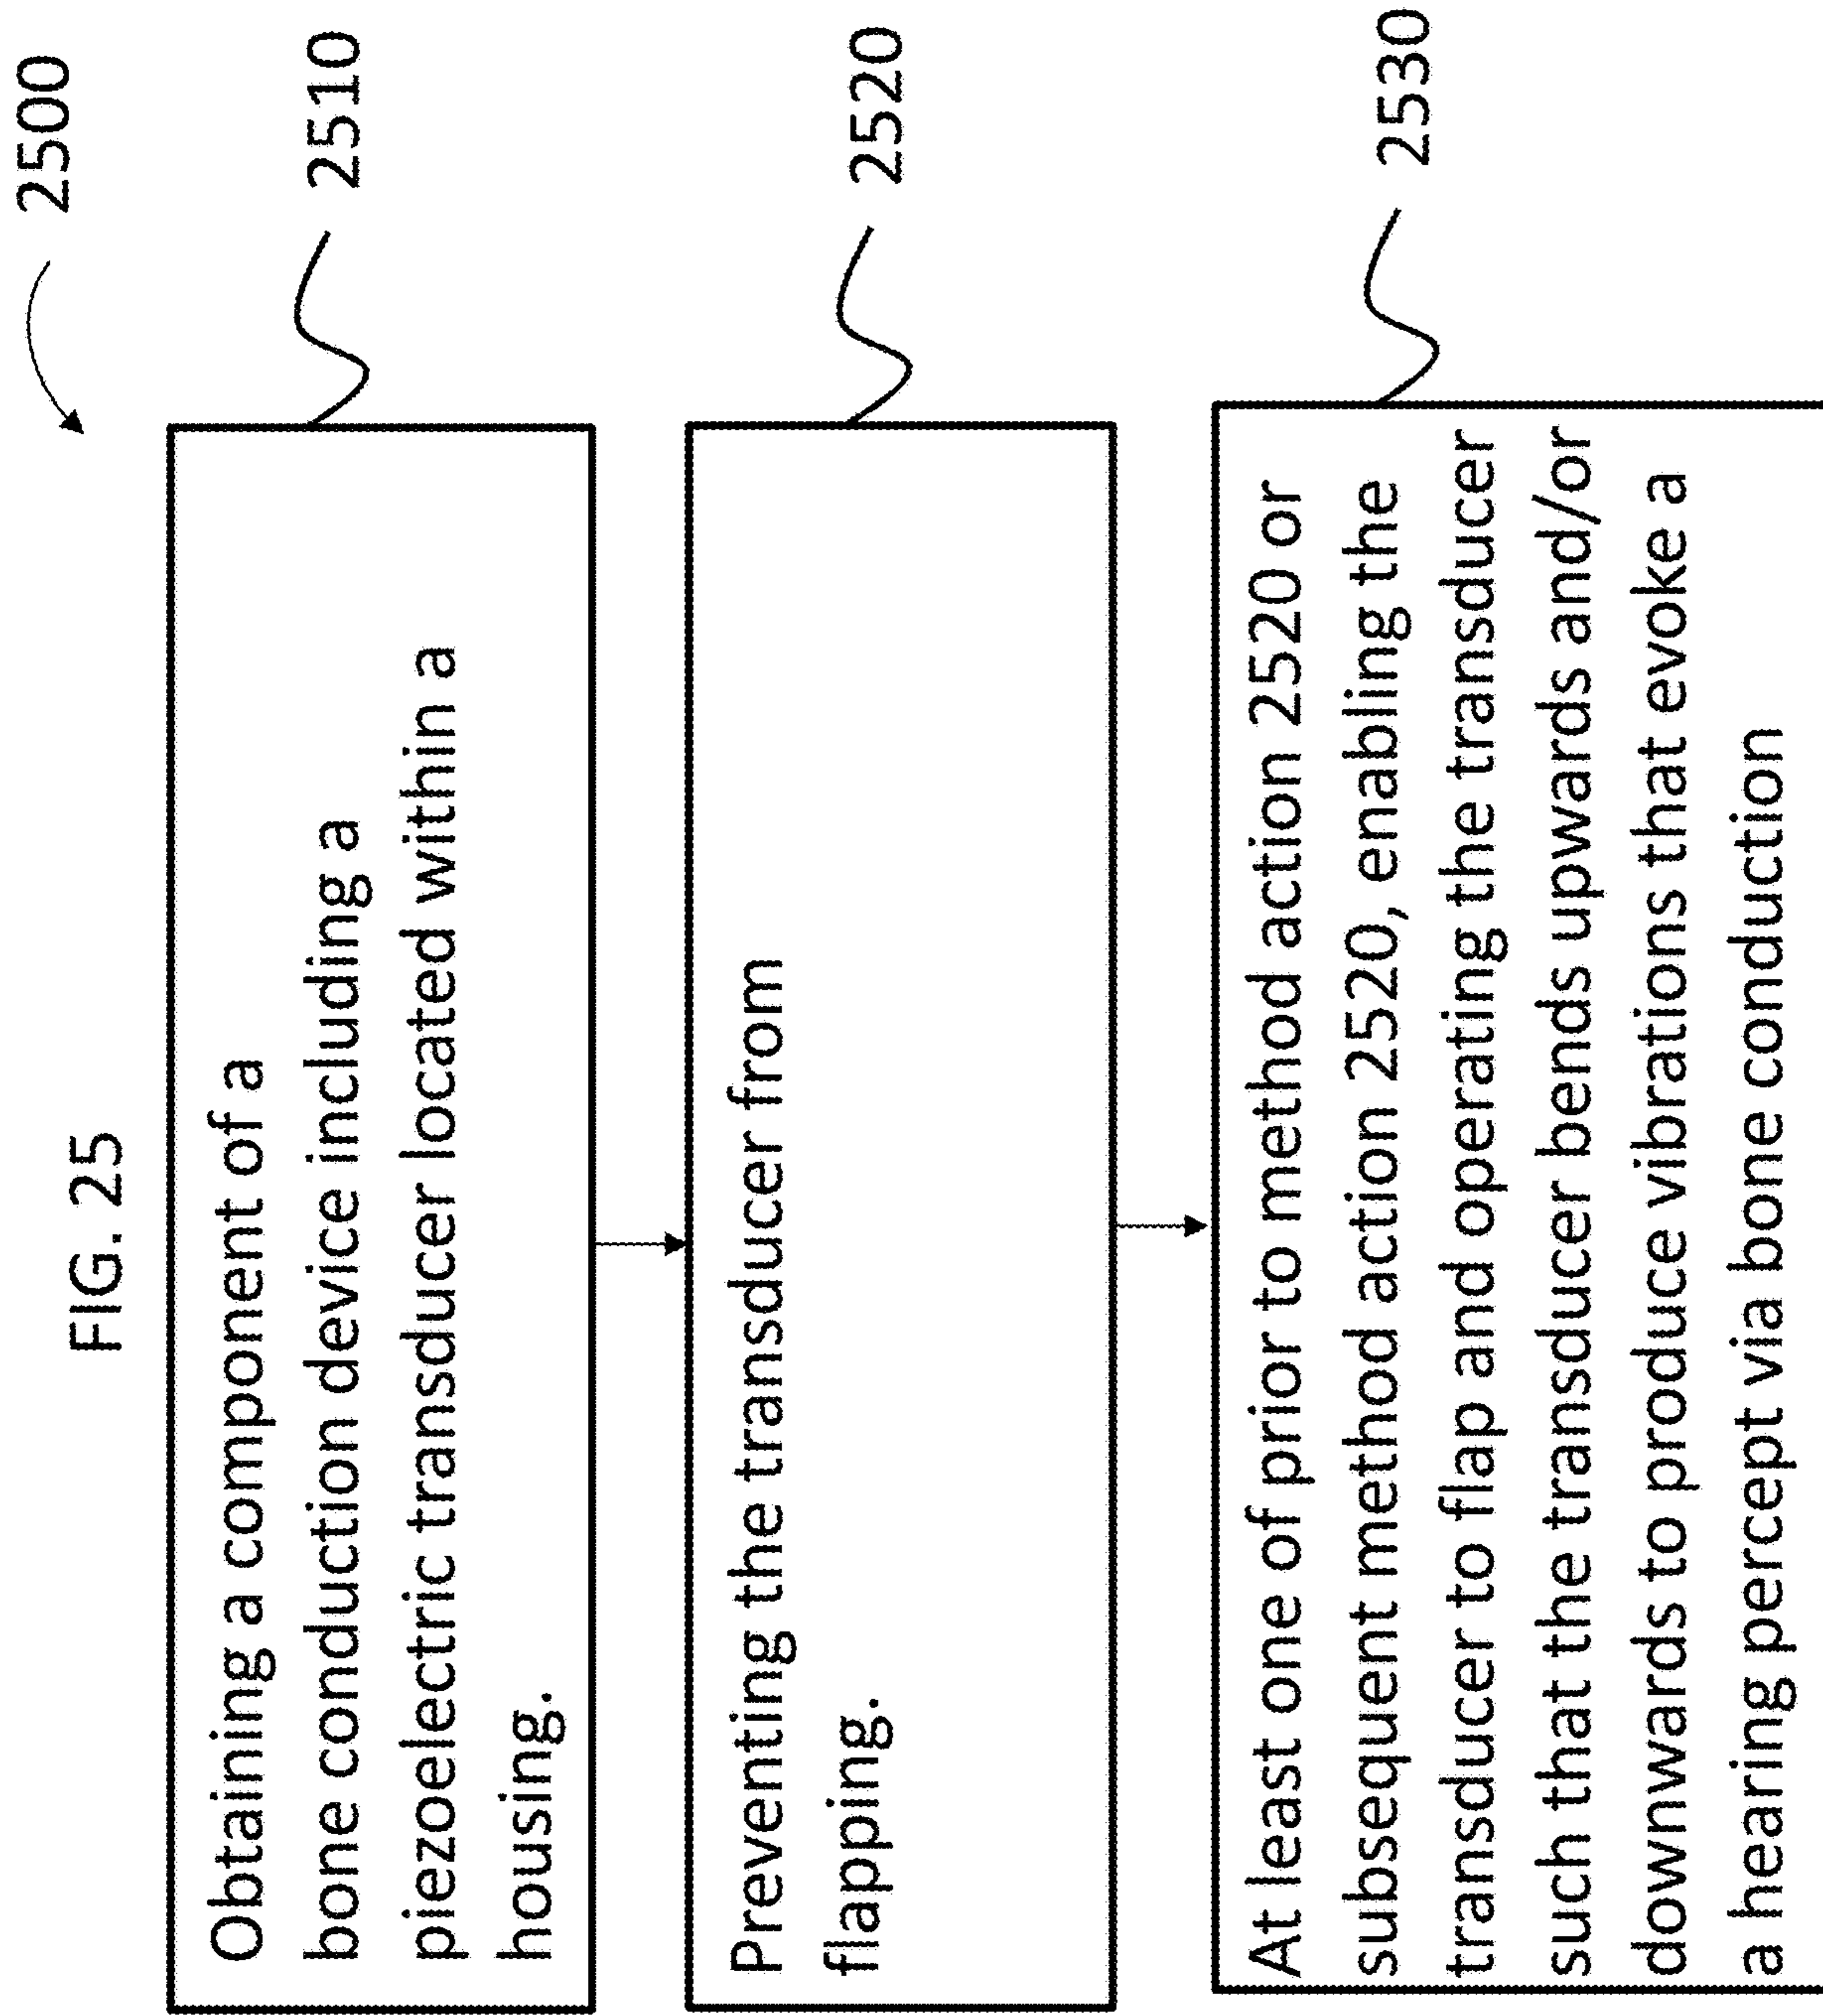 FIG. 25
2500
Obtaining a component of a
bone conduction device including a
piezoelectric transducer located within a
housing.
2510
Preventing the transducer from
flapping.
2520
At least one of prior to method action 2520 or
subsequent method action 2520, enabling the
transducer to flap and operating the transducer
such that the transducer bends upwards and/or
downwards to produce vibrations that evoke a
a hearing percept via bone conduction
2530